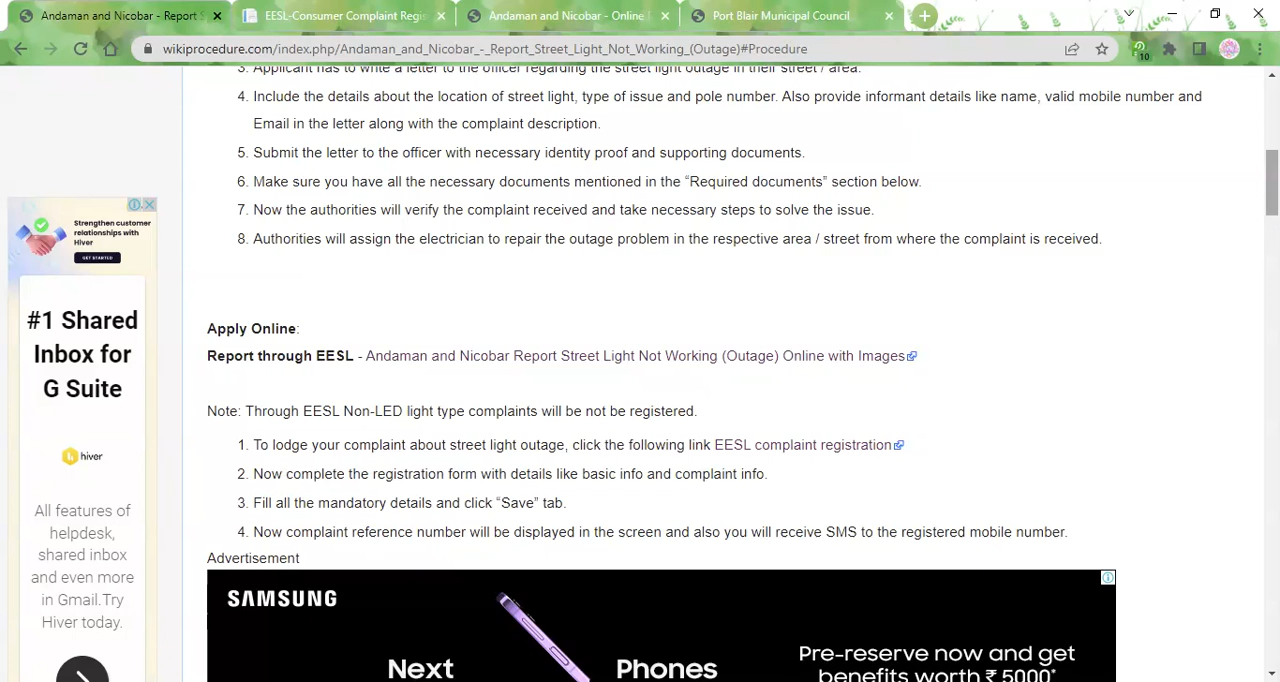 Andaman and Nicobar - Report S
EESL-Consumer Complaint Regis
Andaman and Nicobar - Online
Port Blair Municipal Council
wikiprocedure.com/index.php/Andaman_and_Nicobar_-_Report_Street_Light_Not_Working_(Outage)#Procedure
10
3. Applicant has to write a letter to the officer regarding the street light outage in their street / area.
4. Include the details about the location of street light, type of issue and pole number. Also provide informant details like name, valid mobile number and
Email in the letter along with the complaint description.
5. Submit the letter to the officer with necessary identity proof and supporting documents.
6. Make sure you have all the necessary documents mentioned in the “Required documents” section below.
7. Now the authorities will verify the complaint received and take necessary steps to solve the issue.
8. Authorities will assign the electrician to repair the outage problem in the respective area / street from where the complaint is received.
Strengthen customer
relationships with
Hiver
GET STARTED
#1 Shared
Inbox for
G Suite
hiver
All features of
helpdesk,
shared inbox
and even more
in Gmail.Try
Hiver today.
Apply Online:
Report through EESL - Andaman and Nicobar Report Street Light Not Working (Outage) Online with Images
Note: Through EESL Non-LED light type complaints will be not be registered.
1. To lodge your complaint about street light outage, click the following link EESL complaint registration
2. Now complete the registration form with details like basic info and complaint info.
3. Fill all the mandatory details and click “Save” tab.
4. Now complaint reference number will be displayed in the screen and also you will receive SMS to the registered mobile number.
Advertisement
SAMSUNG
Next Phones
Pre-reserve now and get
benefits worth ₹ 5000*